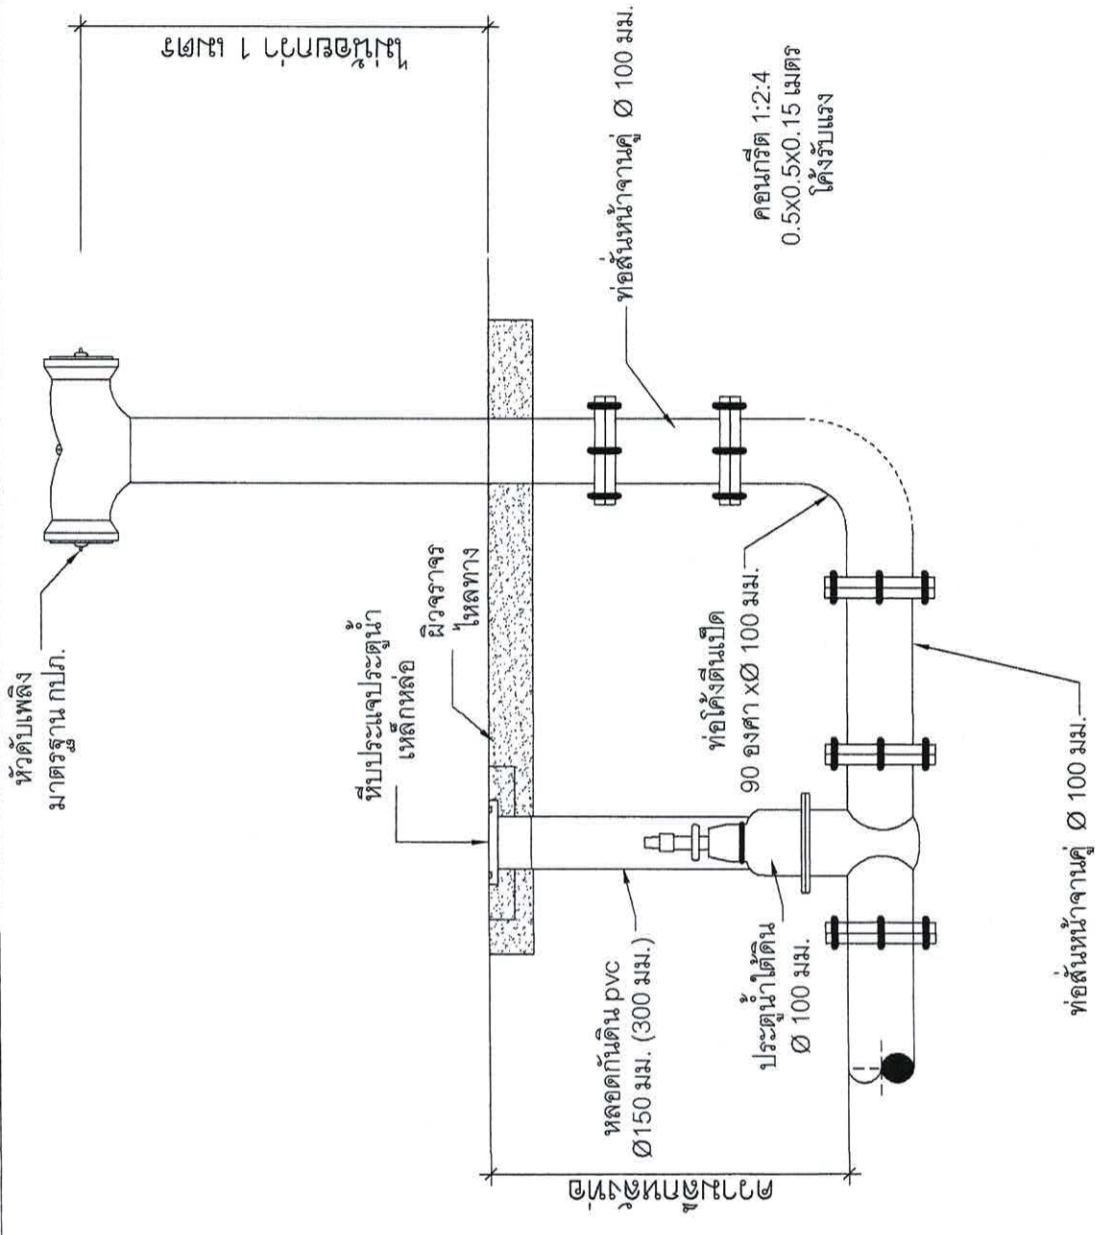 หัวดับเพลิง
มาตรฐาน กปภ.
ไม่น้อยกว่า 1 เมตร
หีบประแจประตูน้ำ
เหล็กหล่อ
ผิวจราจร
ไหล่ทาง
ท่อสั้นหน้าจานคู่ Ø 100 มม.
คอนกรีต 1:2:4
0.5x0.5x0.15 เมตร
โค้งรับแรง
ท่อโค้งตีนเป็ด
90 องศา xØ 100 มม.
หลอดกันดิน pvc
Ø150 มม. (300 มม.)
ประตูน้ำใต้ดิน
Ø 100 มม.
ความลึกหลังท่อ
ท่อสั้นหน้าจานคู่ Ø 100 มม.